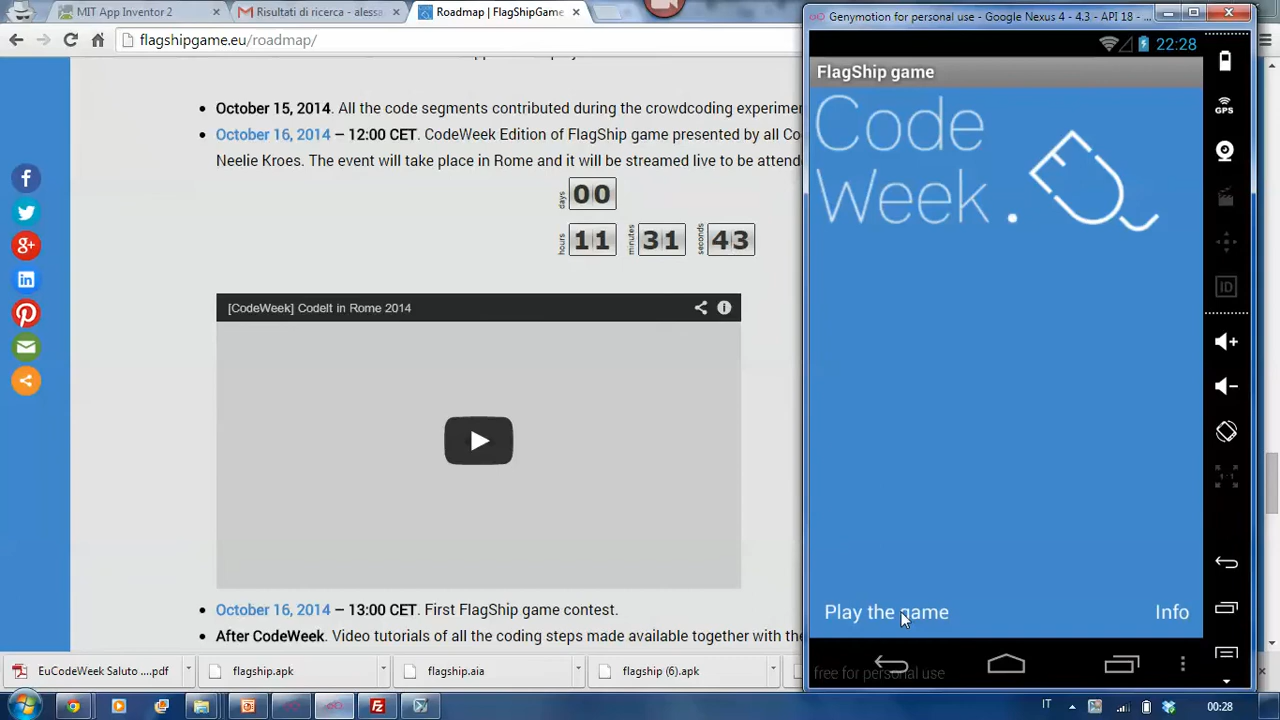 MIT App Inventor 2
Risultati di ricerca - alessa
Roadmap | FlagShipGame
flagshipgame.eu/roadmap/
October 15, 2014. All the code segments contributed during the crowdcoding experimen
October 16, 2014 – 12:00 CET. CodeWeek Edition of FlagShip game presented by all Co
Neelie Kroes. The event will take place in Rome and it will be streamed live to be attende
days 00
hours 11 minutes 31 seconds 43
[CodeWeek] CodeIt in Rome 2014
October 16, 2014 – 13:00 CET. First FlagShip game contest.
After CodeWeek. Video tutorials of all the coding steps made available together with the
Genymotion for personal use - Google Nexus 4 - 4.3 - API 18 - ...
22:28
FlagShip game
Code
Week.
Play the game
Info
free for personal use
GPS
ID
1:1
EuCodeWeek Saluto....pdf
flagship.apk
flagship.aia
flagship (6).apk
IT
00:28